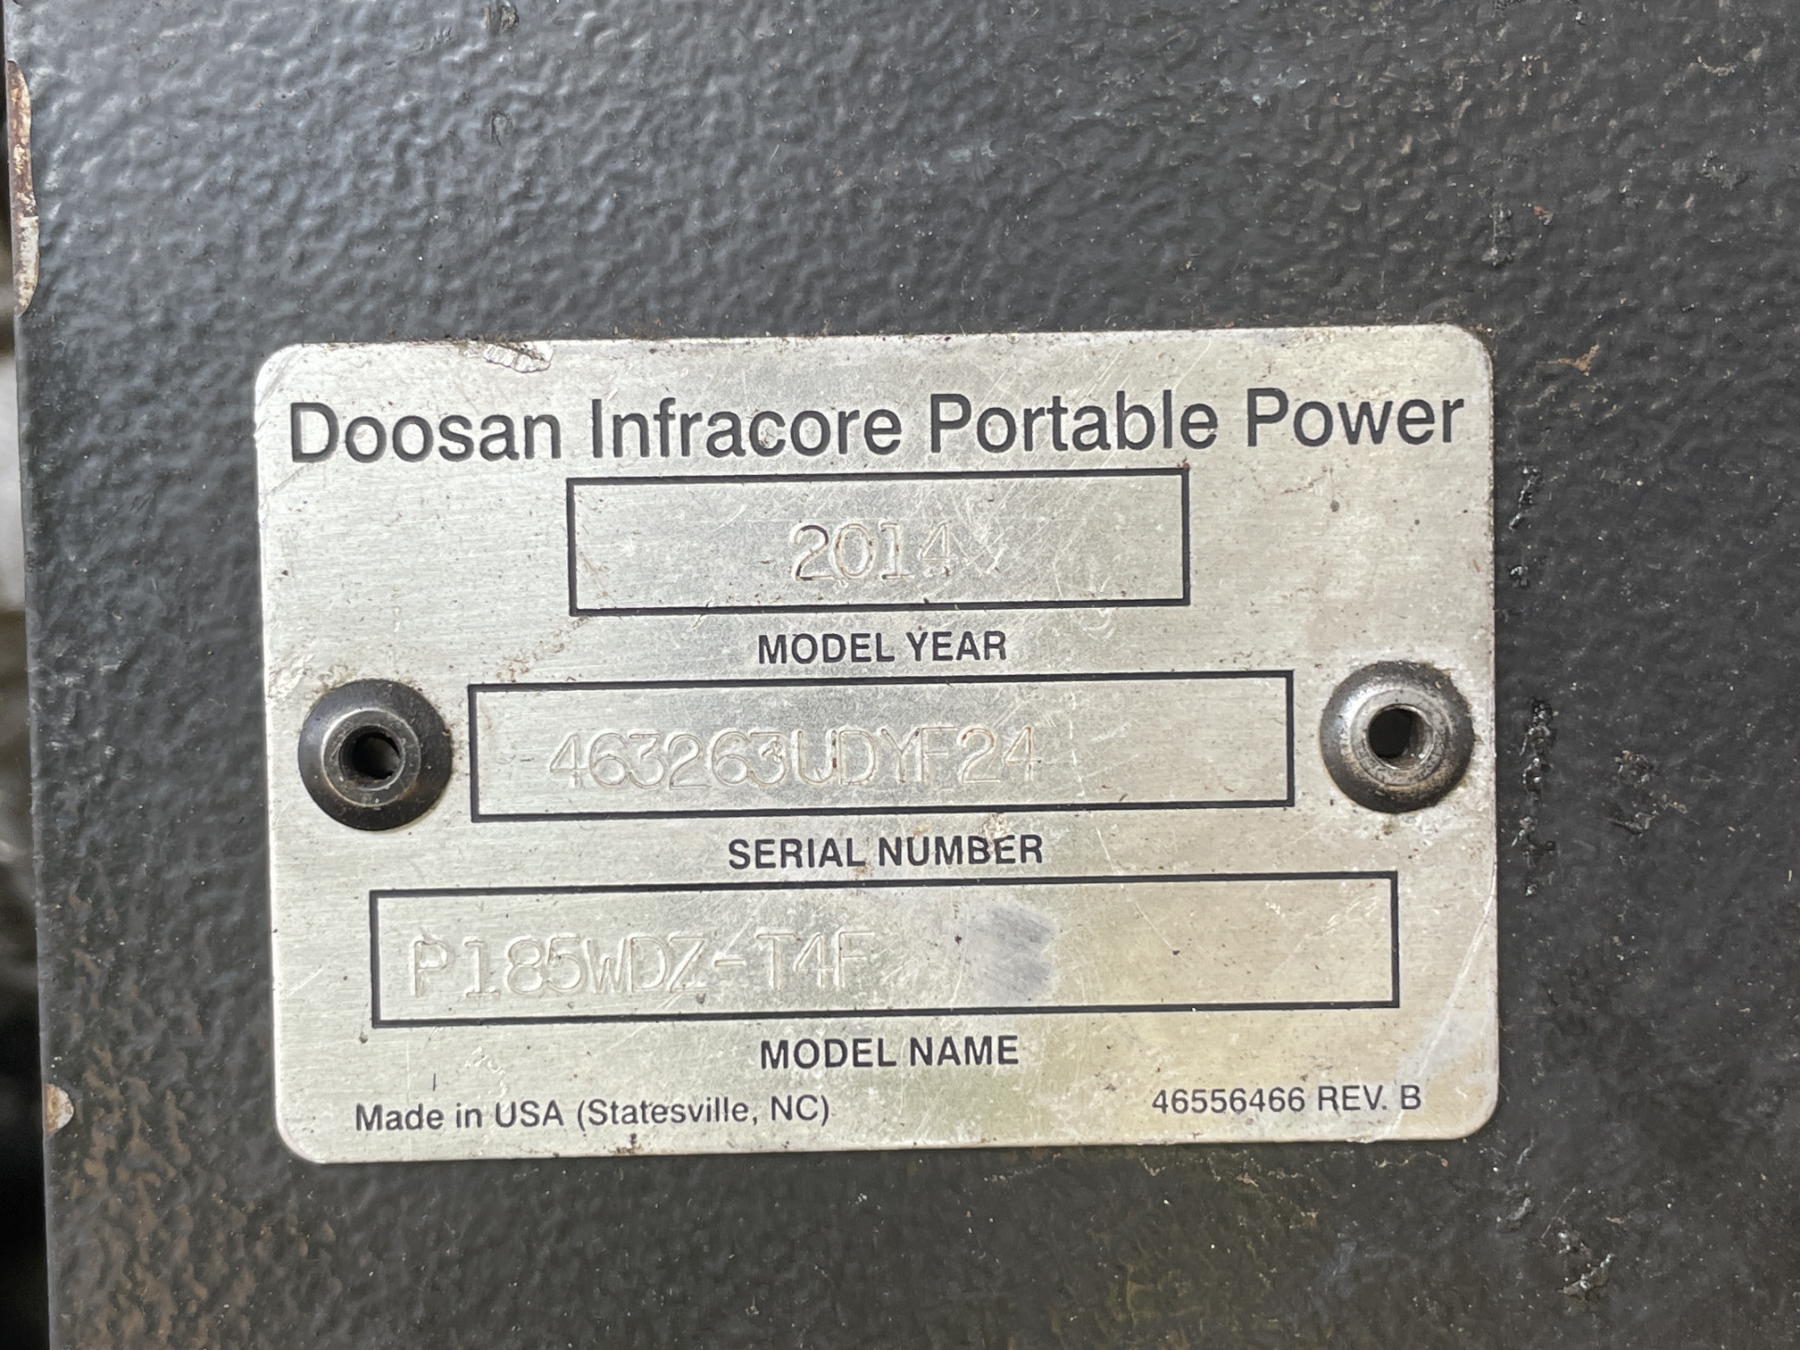 Doosan Infracore Portable Power
2014
MODEL YEAR
463263UDYF24
SERIAL NUMBER
P185WDZ-T4F
MODEL NAME
Made in USA (Statesville, NC)
46556466 REV. B